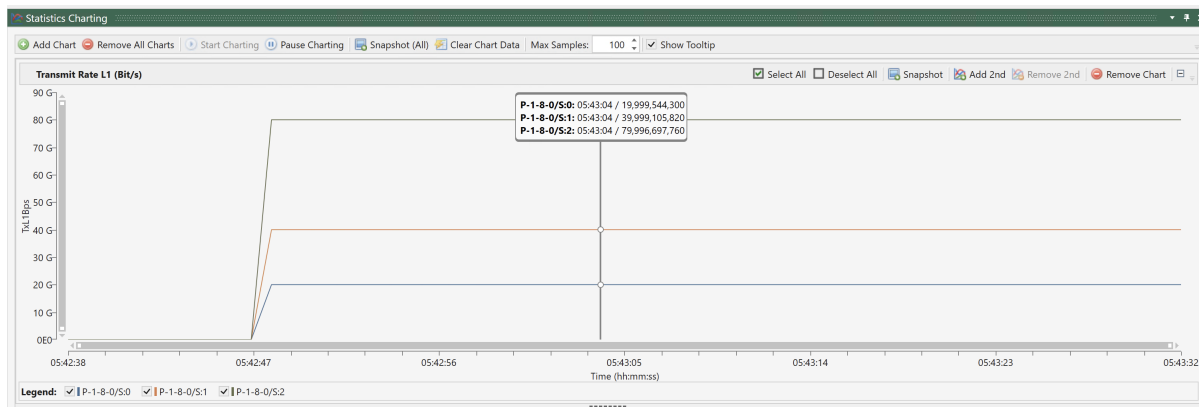 Statistics Charting
Add Chart Remove All Charts Start Charting Pause Charting Snapshot (All) Clear Chart Data Max Samples: 100 Show Tooltip
Transmit Rate L1 (Bit/s) Select All Deselect All Snapshot Add 2nd Remove 2nd Remove Chart
P-1-8-0/S:0: 05:43:04 / 19,999,544,300
P-1-8-0/S:1: 05:43:04 / 39,999,105,820
P-1-8-0/S:2: 05:43:04 / 79,996,697,760
90 G
80 G
70 G
60 G
50 G
40 G
30 G
20 G
10 G
0E0
TxL1Bps
05:42:38 05:42:47 05:42:56 05:43:05 05:43:14 05:43:23 05:43:32
Time (hh:mm:ss)
Legend: P-1-8-0/S:0 P-1-8-0/S:1 P-1-8-0/S:2